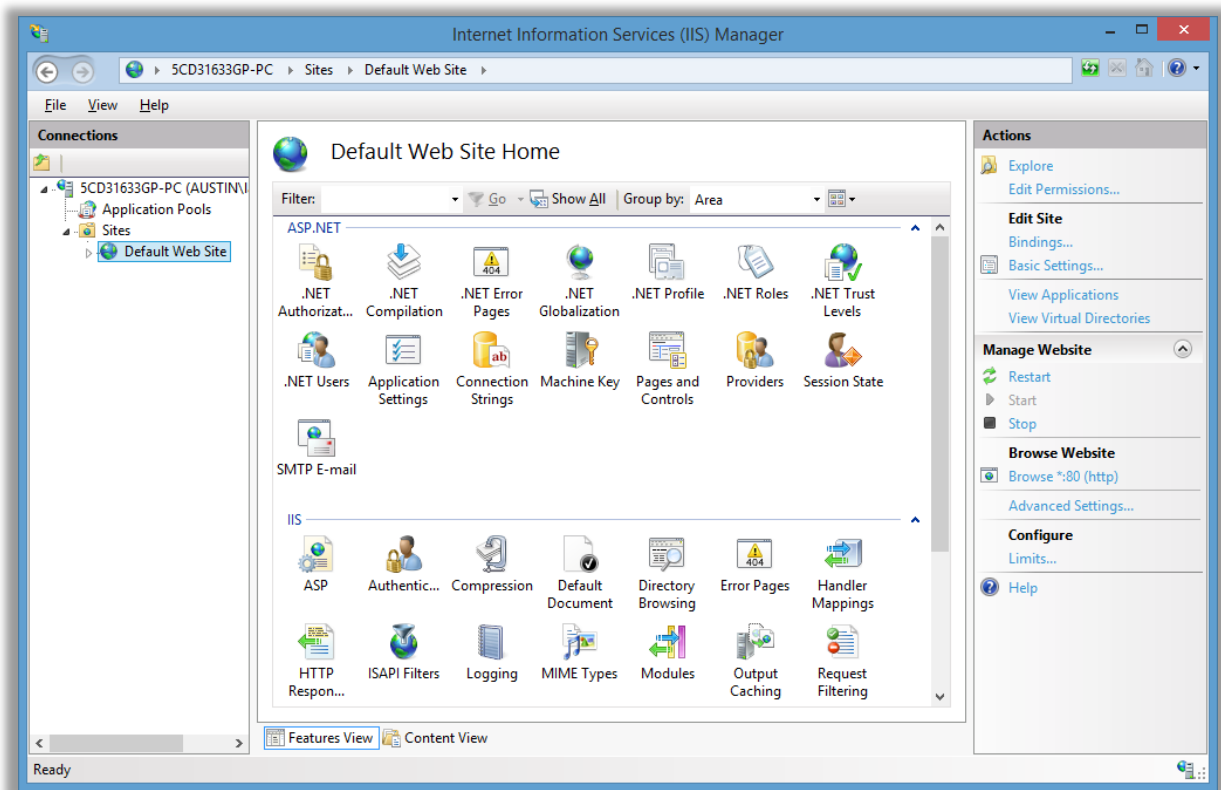 Internet Information Services (IIS) Manager
5CD31633GP-PC
Sites
Default Web Site
File View Help
Connections
5CD31633GP-PC (AUSTIN\
Application Pools
Sites
Default Web Site
Default Web Site Home
Filter: Go Show All Group by: Area
ASP.NET
.NET Authorizat...
.NET Compilation
404
.NET Error Pages
.NET Globalization
.NET Profile
.NET Roles
.NET Trust Levels
.NET Users
Application Settings
ab
Connection Strings
Machine Key
Pages and Controls
Providers
Session State
SMTP E-mail
IIS
ASP
Authentic...
Compression
Default Document
Directory Browsing
404
Error Pages
Handler Mappings
HTTP Respon...
ISAPI Filters
Logging
MIME Types
Modules
Output Caching
Request Filtering
Features View
Content View
Actions
Explore
Edit Permissions...
Edit Site
Bindings...
Basic Settings...
View Applications
View Virtual Directories
Manage Website
Restart
Start
Stop
Browse Website
Browse *:80 (http)
Advanced Settings...
Configure
Limits...
Help
Ready